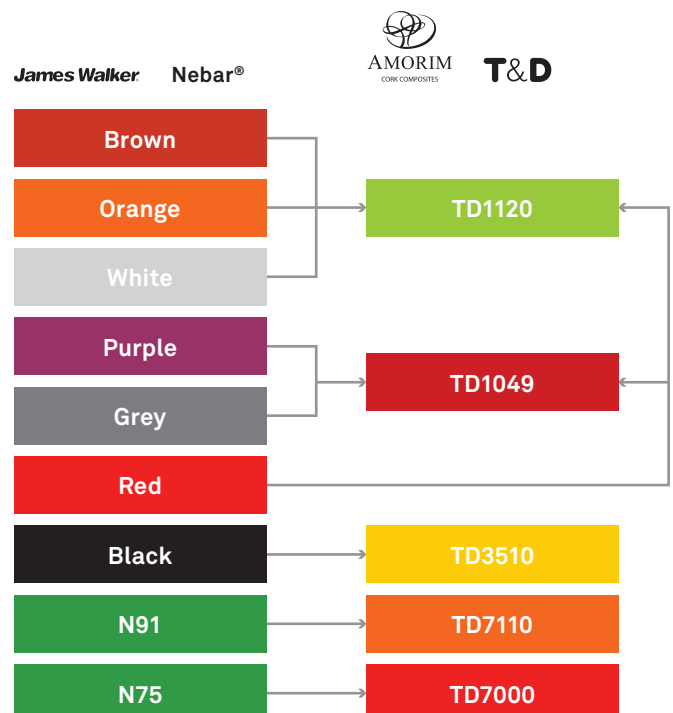 James Walker Nebar®
AMORIM
CORK COMPOSITES
T&D
Brown
Orange
White
Purple
Grey
Red
Black
N91
N75
TD1120
TD1049
TD3510
TD7110
TD7000